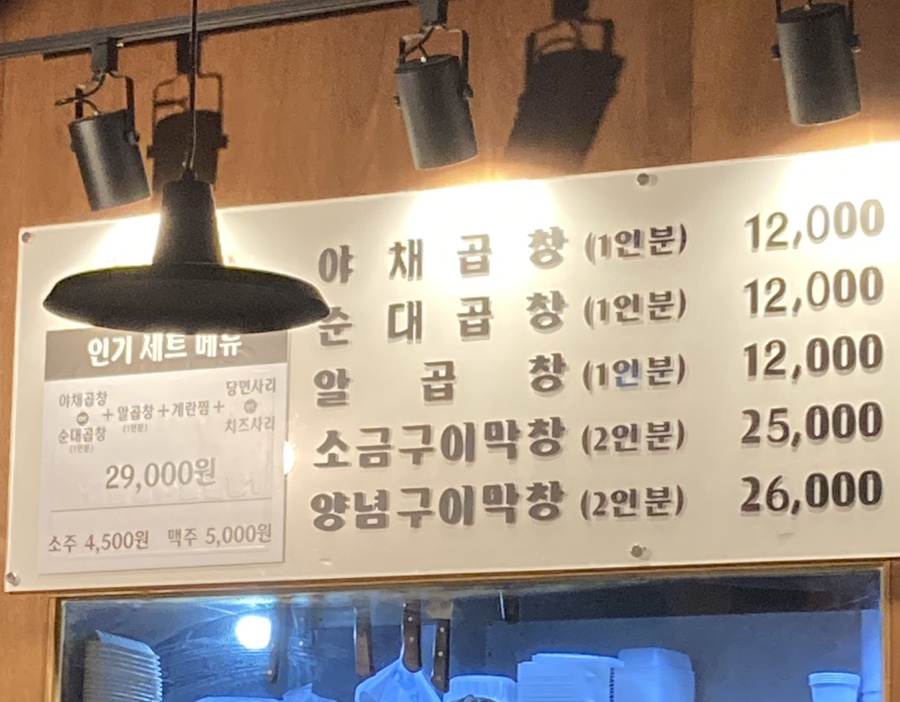 야채곱창 (1인분) 12,000
순대곱창 (1인분) 12,000
알곱창 (1인분) 12,000
소금구이막창 (2인분) 25,000
양념구이막창 (2인분) 26,000
인기 세트 메뉴
야채곱창 당면사리
+ 알곱창 + 계란찜 +
순대곱창 (1인분) 치즈사리
(1인분)
29,000원
소주 4,500원 맥주 5,000원